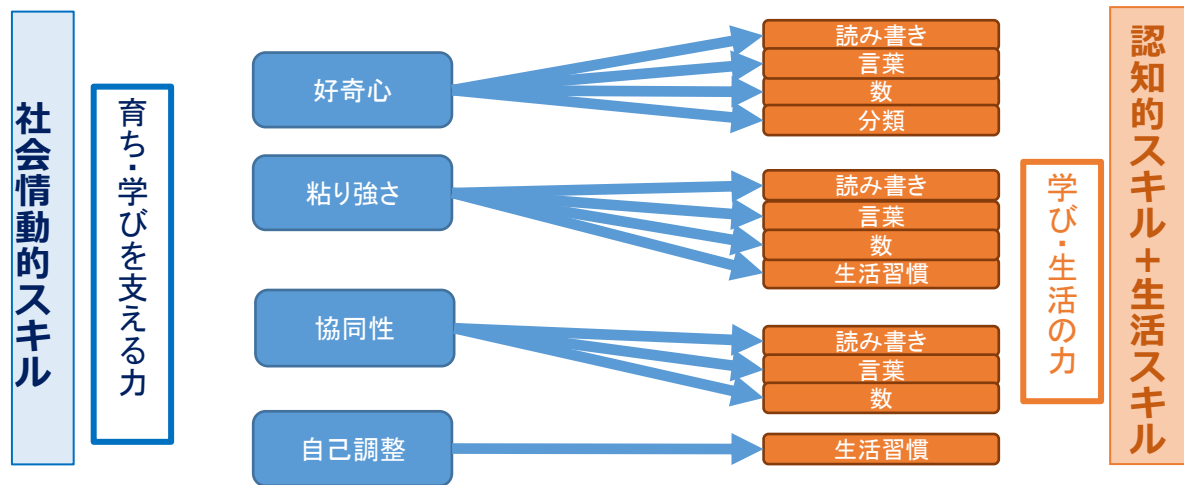 社会情動的スキル
育ち・学びを支える力
好奇心
読み書き
言葉
数
分類
粘り強さ
読み書き
言葉
数
生活習慣
協同性
読み書き
言葉
数
自己調整
生活習慣
学び・生活の力
認知的スキル+生活スキル